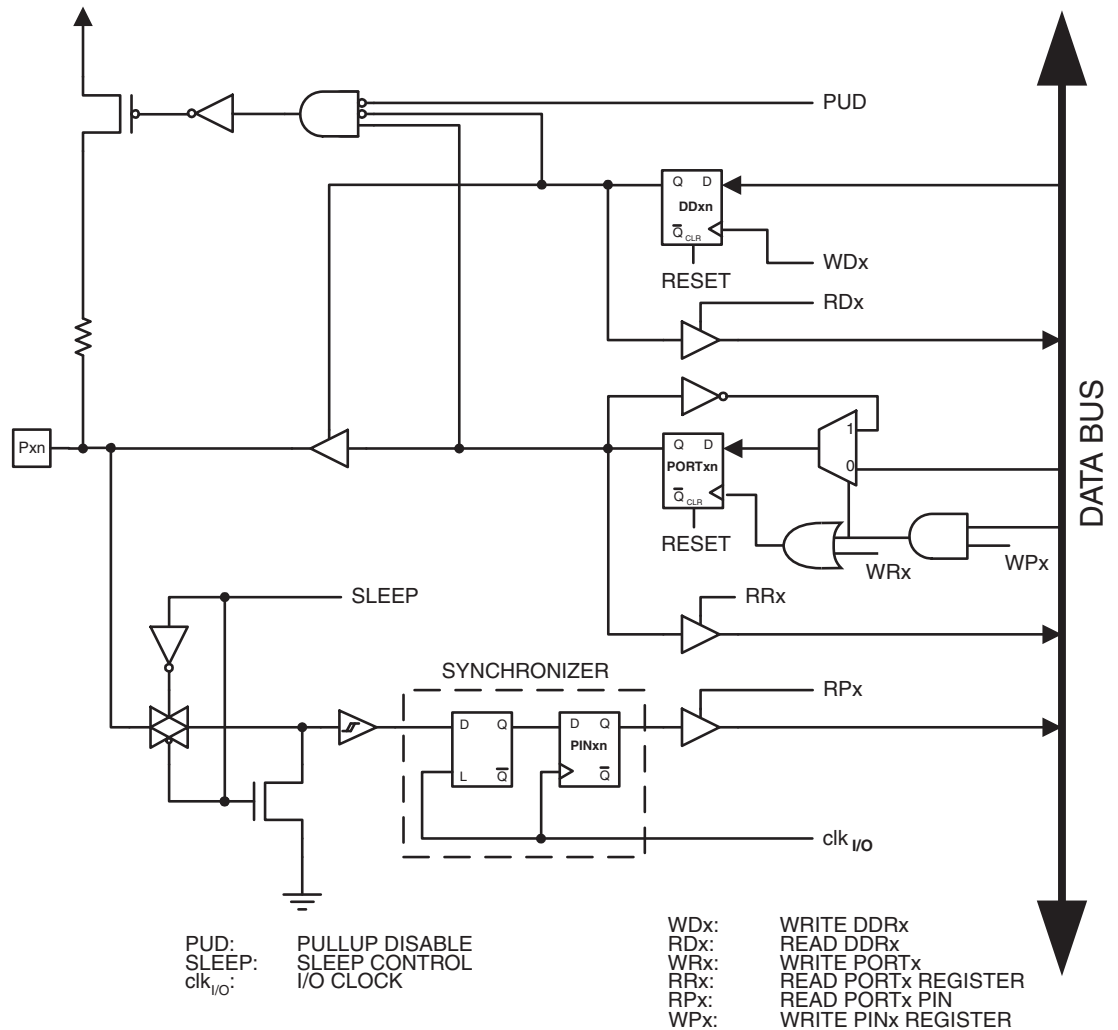 PUD
Q D
DDxn
Q CLR
WDx
RESET
RDx
1
Pxn
Q D
0
PORTxn
Q CLR
RESET
WRx
WPx
DATA BUS
SLEEP
RRx
SYNCHRONIZER
RPx
D Q
D Q
PINxn
L Q
Q
clk I/O
PUD: PULLUP DISABLE
SLEEP: SLEEP CONTROL
clkI/O: I/O CLOCK
WDx: WRITE DDRx
RDx: READ DDRx
WRx: WRITE PORTx
RRx: READ PORTx REGISTER
RPx: READ PORTx PIN
WPx: WRITE PINx REGISTER